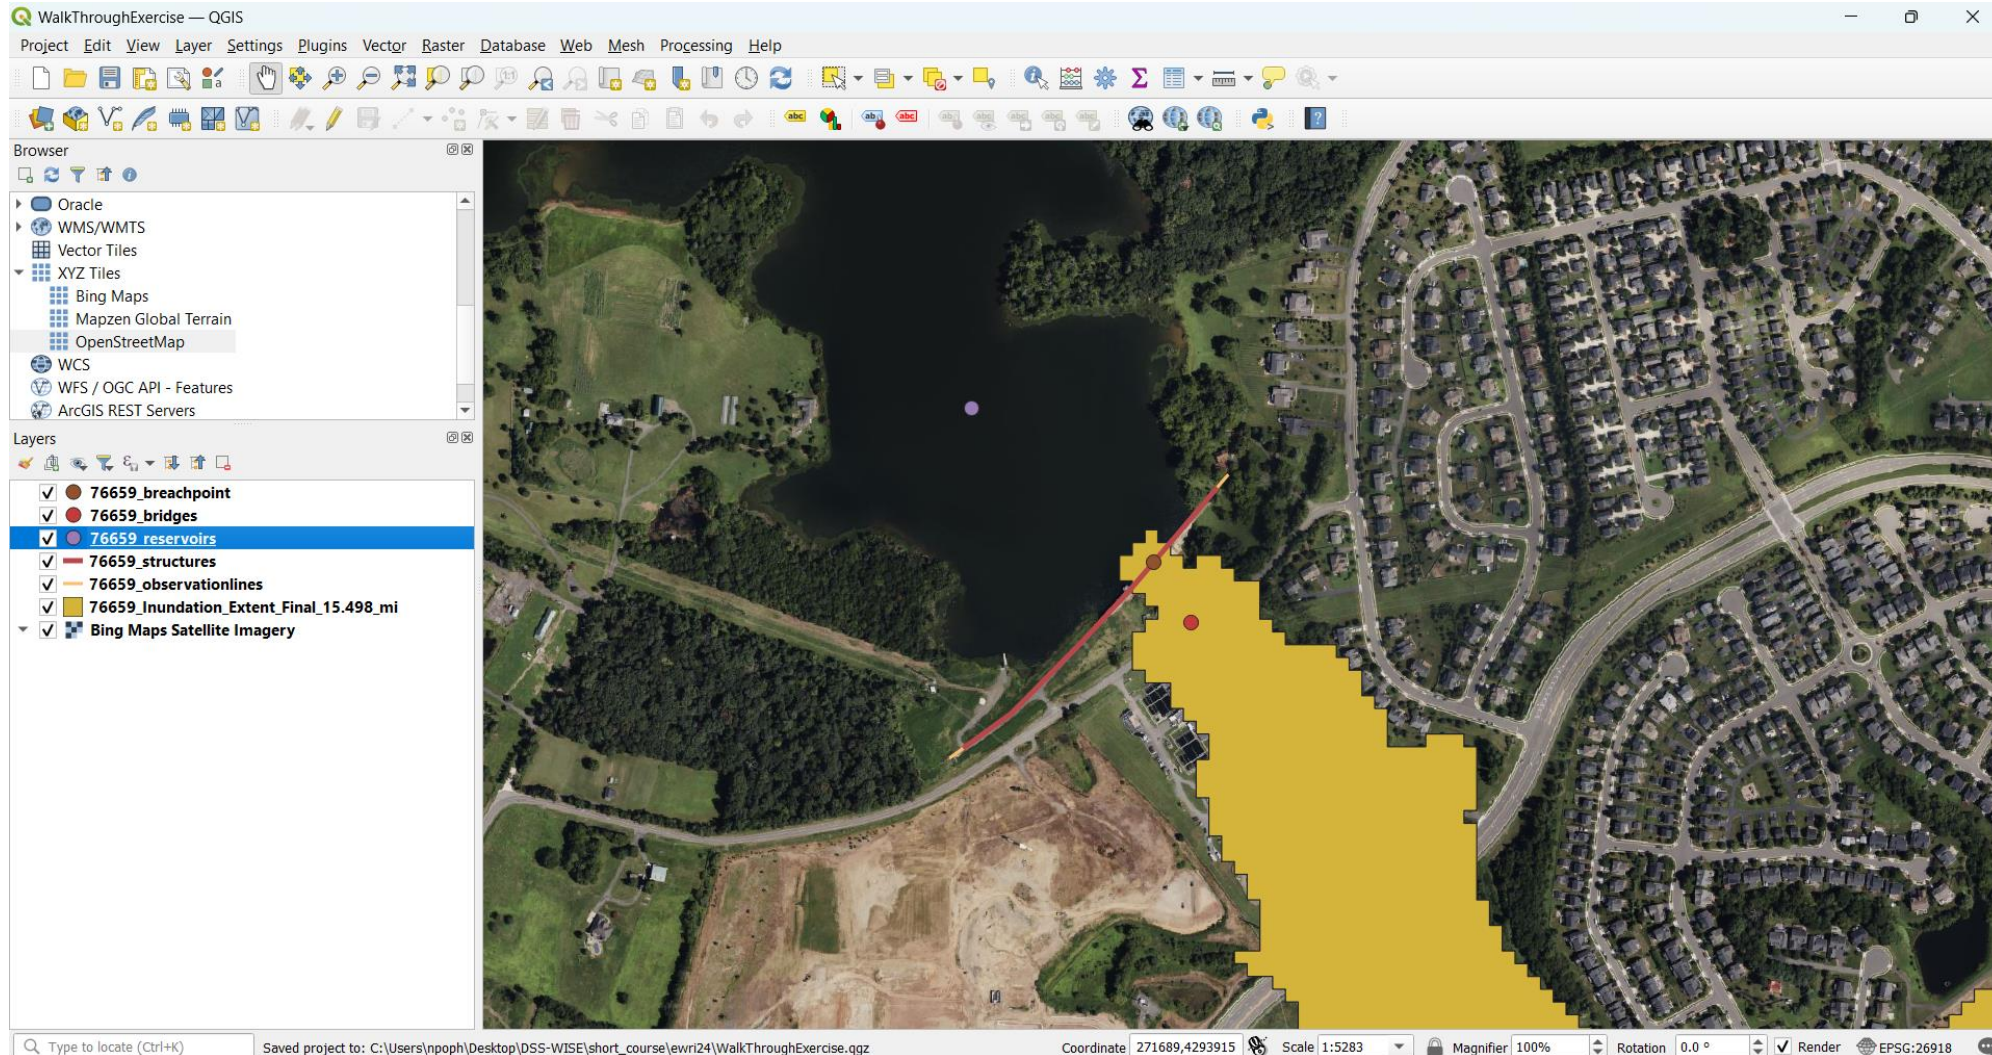 WalkThroughExercise — QGIS
Project Edit View Layer Settings Plugins Vector Raster Database Web Mesh Processing Help
abc ab abc
Browser
Oracle
WMS/WMTS
Vector Tiles
XYZ Tiles
Bing Maps
Mapzen Global Terrain
OpenStreetMap
WCS
WFS / OGC API - Features
ArcGIS REST Servers
Layers
76659_breachpoint
76659_bridges
76659_reservoirs
76659_structures
76659_observationlines
76659_Inundation_Extent_Final_15.498_mi
Bing Maps Satellite Imagery
Type to locate (Ctrl+K) Saved project to: C:\Users\npoph\Desktop\DSS-WISE\short_course\ewri24\WalkThroughExercise.qgz Coordinate 271689,4293915 Scale 1:5283 Magnifier 100% Rotation 0.0 ° Render EPSG:26918